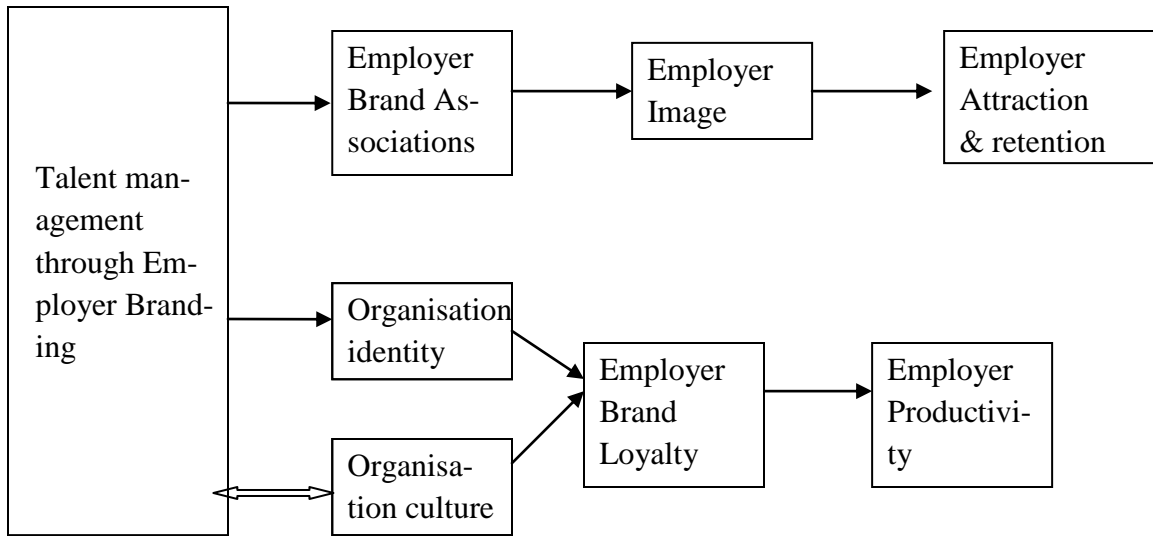 Talent man-
agement
through Em-
ployer Brand-
ing
Employer
Brand As-
sociations
Employer
Image
Employer
Attraction
& retention
Organisation
identity
Organisa-
tion culture
Employer
Brand
Loyalty
Employer
Productivi-
ty